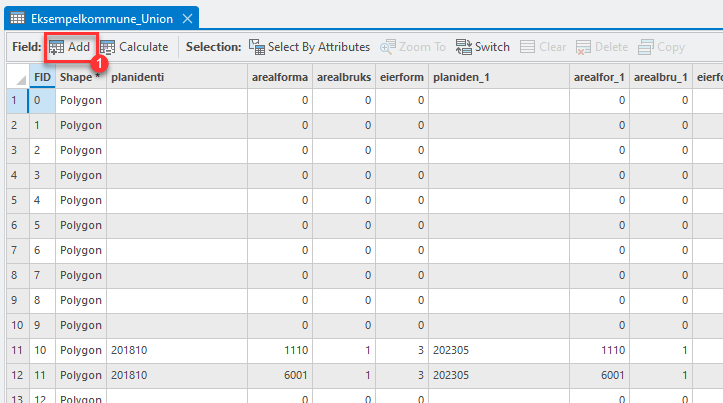 Eksempelkommune_Union
Field: Add Calculate Selection: Select By Attributes Zoom To Switch Clear Delete Copy
1
FID Shape * planidenti arealforma arealbruks eierform planiden_1 arealfor_1 arealbru_1 eierfo
1 0 Polygon 0 0 0 0 0
2 1 Polygon 0 0 0 0 0
3 2 Polygon 0 0 0 0 0
4 3 Polygon 0 0 0 0 0
5 4 Polygon 0 0 0 0 0
6 5 Polygon 0 0 0 0 0
7 6 Polygon 0 0 0 0 0
8 7 Polygon 0 0 0 0 0
9 8 Polygon 0 0 0 0 0
10 9 Polygon 0 0 0 0 0
11 10 Polygon 201810 1110 1 3 202305 1110 1
12 11 Polygon 201810 6001 1 3 202305 6001 1
13 12 Polygon